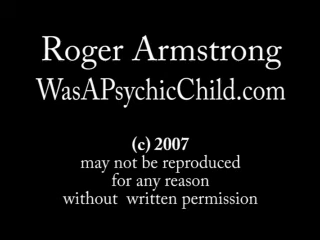 Roger Armstrong
WasAPsychicChild.com
(c) 2007
may not be reproduced
for any reason
without written permission